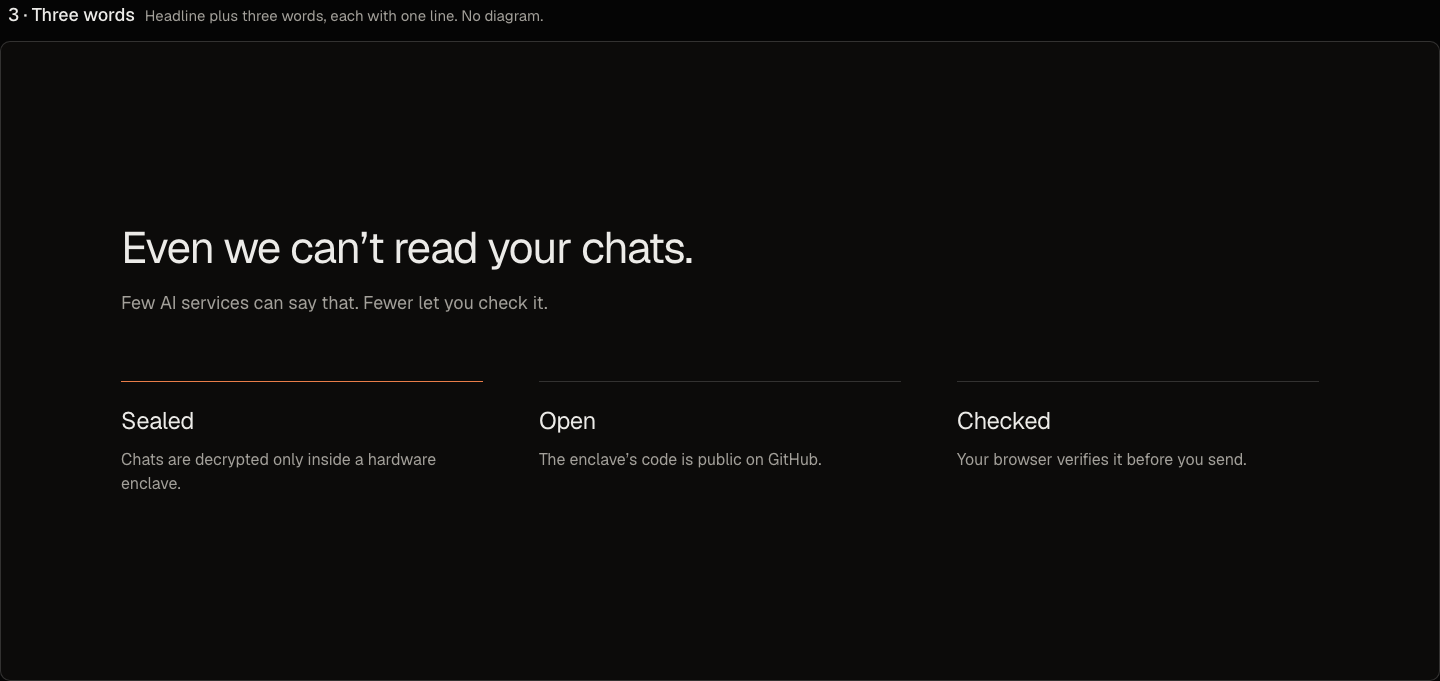 3 · Three words Headline plus three words, each with one line. No diagram.
Even we can’t read your chats.
Few AI services can say that. Fewer let you check it.
Sealed
Chats are decrypted only inside a hardware
enclave.
Open
The enclave’s code is public on GitHub.
Checked
Your browser verifies it before you send.